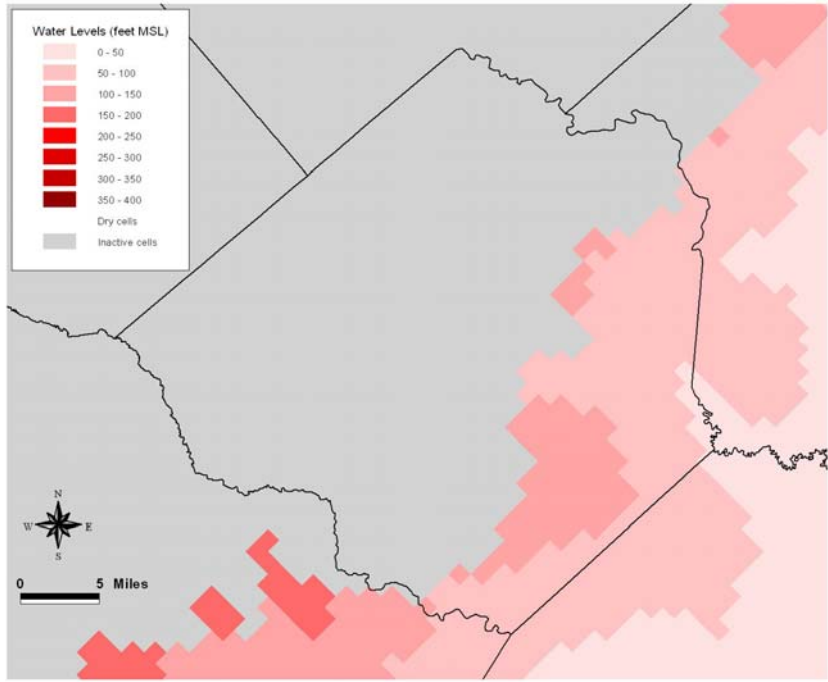 Water Levels (feet MSL)
0 - 50
50 - 100
100 - 150
150 - 200
200 - 250
250 - 300
300 - 350
350 - 400
Dry cells
Inactive cells
N
W E
S
0 5 Miles